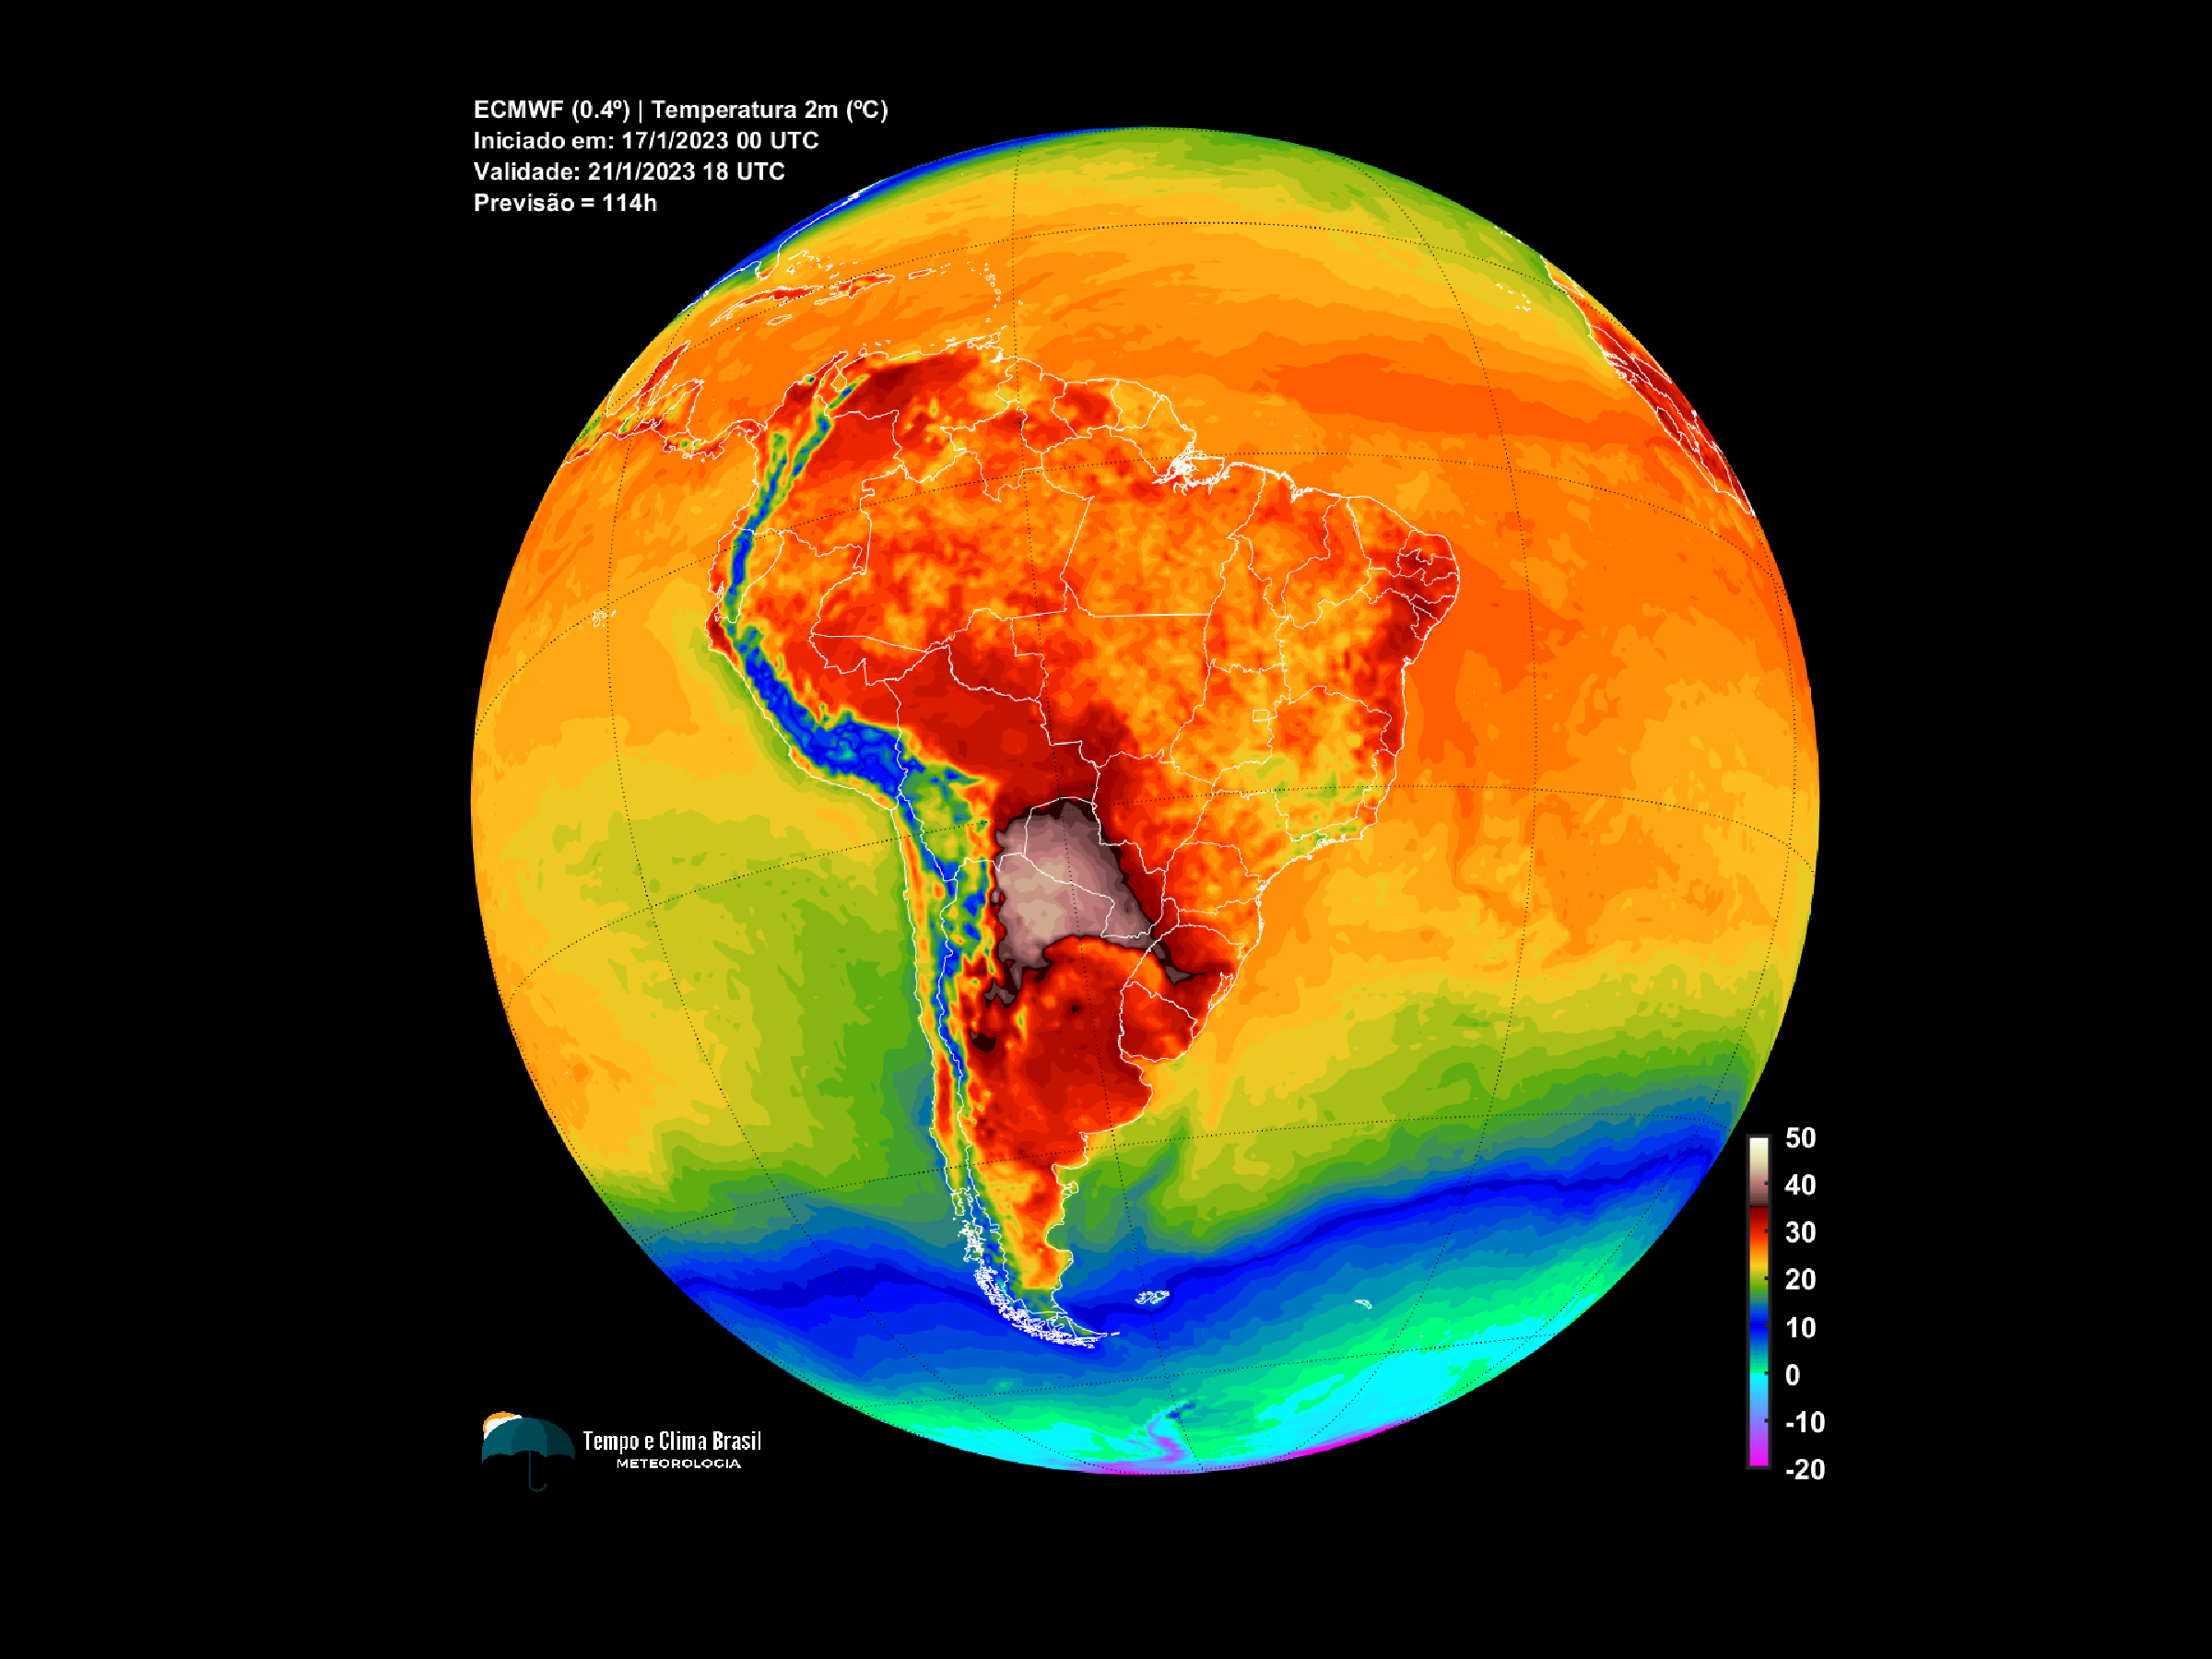 ECMWF (0.4º) | Temperatura 2m (ºC)
Iniciado em: 17/1/2023 00 UTC
Validade: 21/1/2023 18 UTC
Previsão = 114h
50
40
30
20
10
0
-10
-20
Tempo e Clima Brasil
METEOROLOGIA